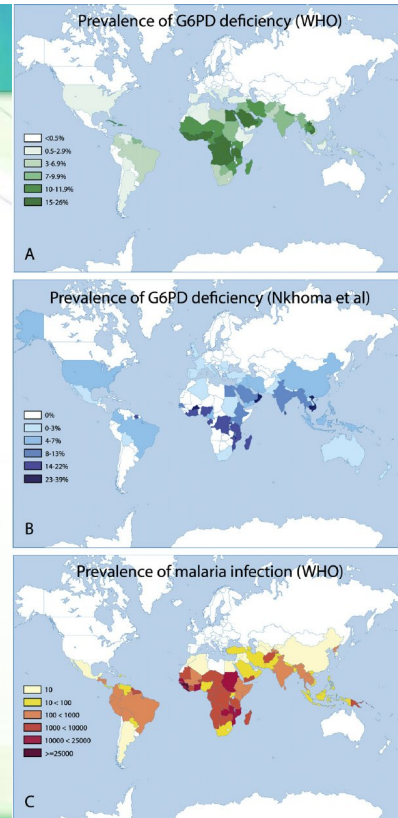 Prevalence of G6PD deficiency (WHO)
<0.5%
0.5-2.9%
3-6.9%
7-9.9%
10-11.9%
15-26%
A
Prevalence of G6PD deficiency (Nkhoma et al)
0%
0-3%
4-7%
8-13%
14-22%
23-39%
B
Prevalence of malaria infection (WHO)
10
10 < 100
100 < 1000
1000 < 10000
10000 < 25000
>=25000
C